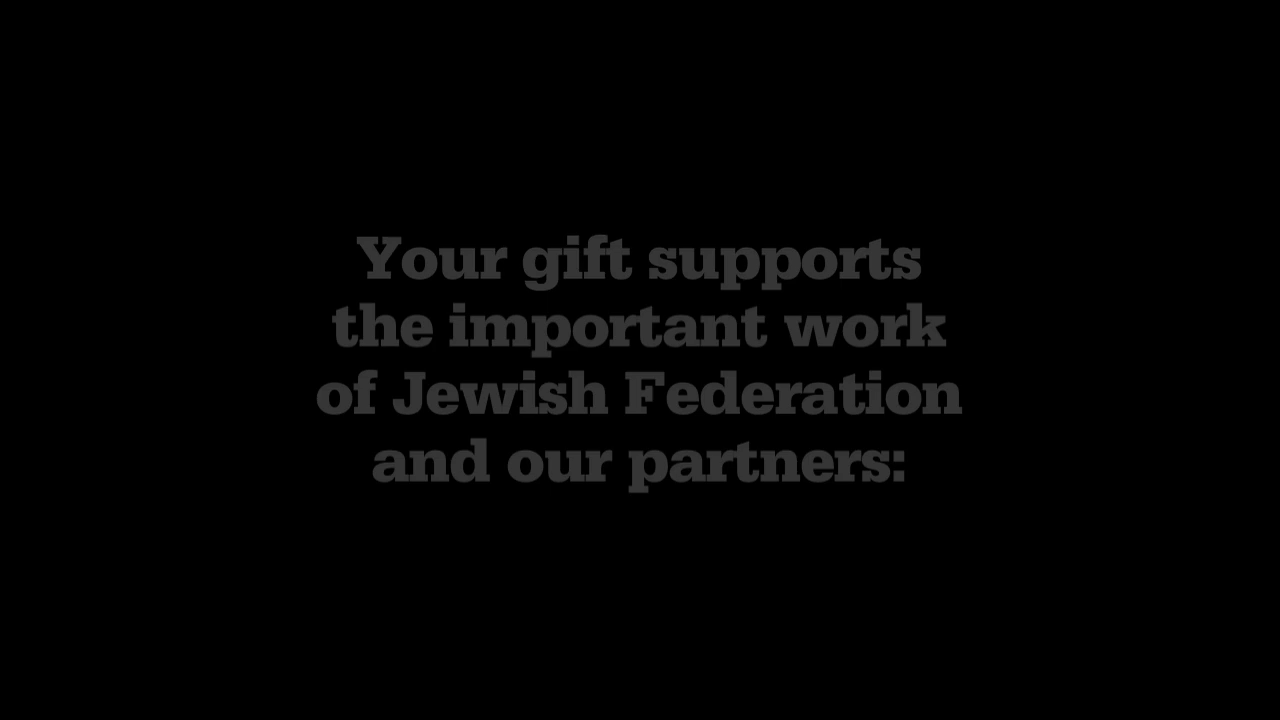 Your gift supports
the important work
of Jewish Federation
and our partners: